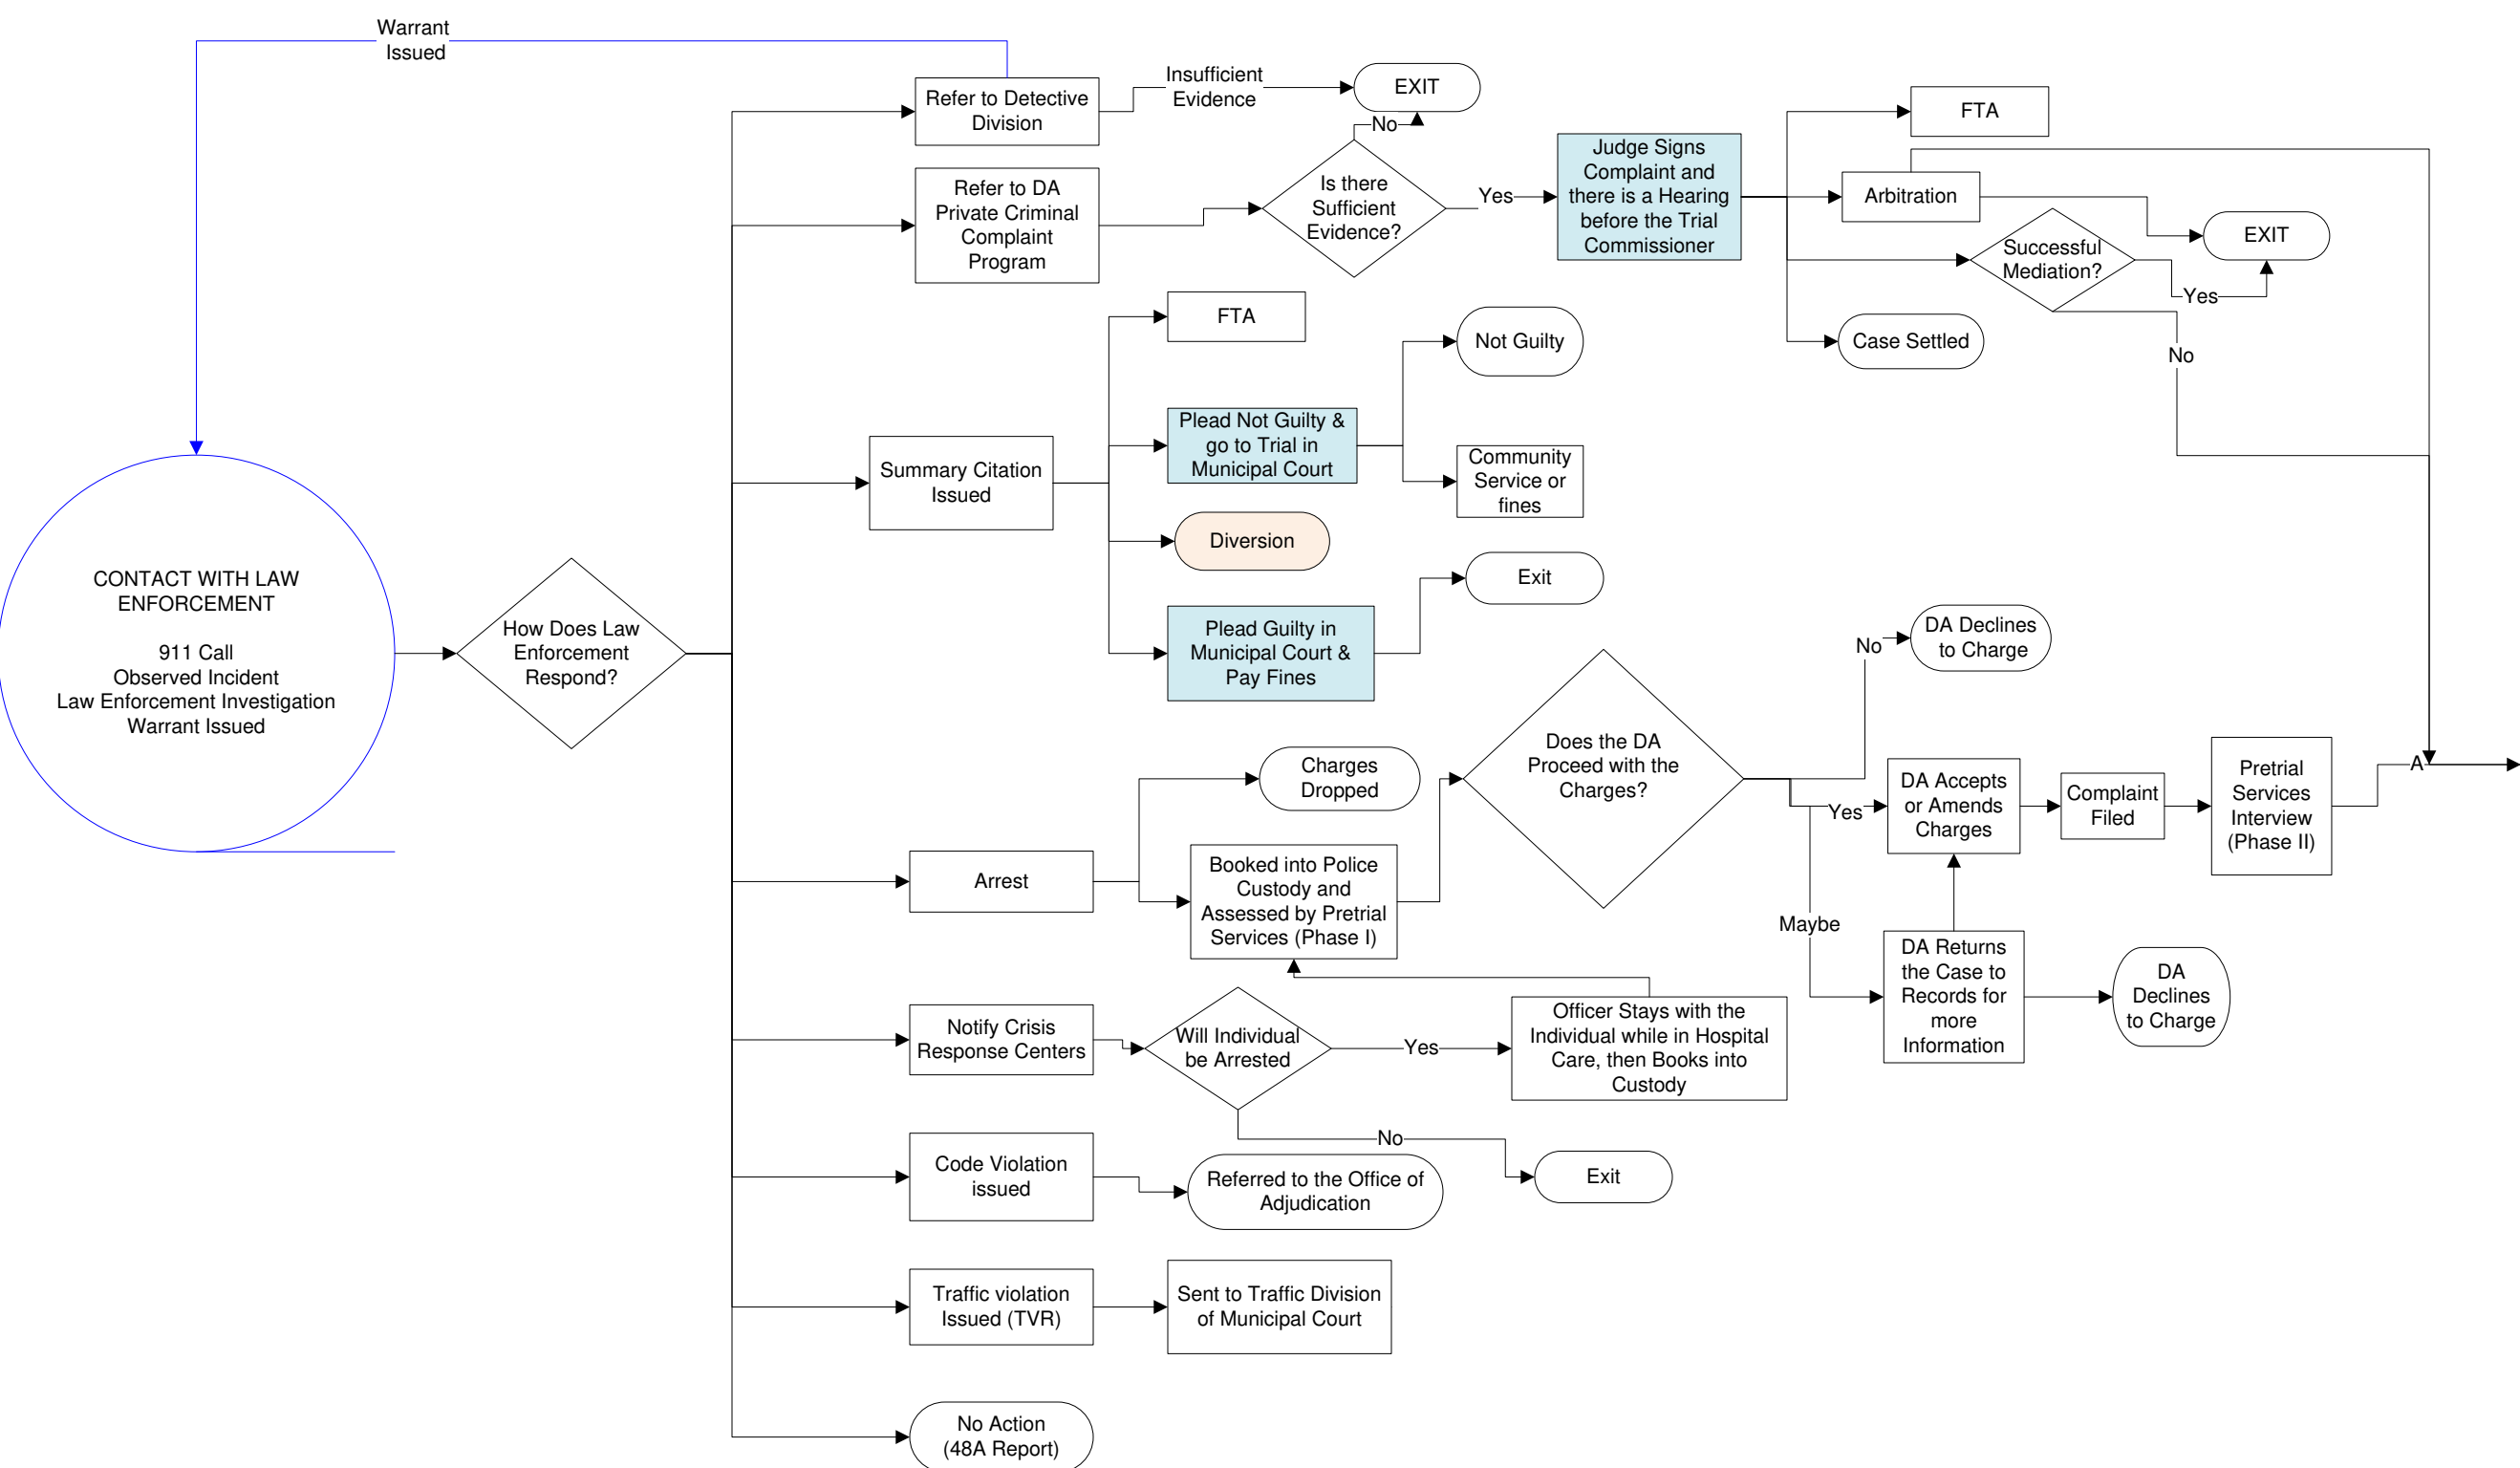 Warrant
Issued
Refer to Detective
Division
Insufficient
Evidence
EXIT
No
Refer to DA
Private Criminal
Complaint
Program
Is there
Sufficient
Evidence?
Yes
Judge Signs
Complaint and
there is a Hearing
before the Trial
Commissioner
FTA
Arbitration
EXIT
Successful
Mediation?
Yes
No
Case Settled
FTA
Not Guilty
Plead Not Guilty &
go to Trial in
Municipal Court
Community
Service or
fines
Summary Citation
Issued
Diversion
Exit
Plead Guilty in
Municipal Court &
Pay Fines
CONTACT WITH LAW
ENFORCEMENT
911 Call
Observed Incident
Law Enforcement Investigation
Warrant Issued
How Does Law
Enforcement
Respond?
No
DA Declines
to Charge
Charges
Dropped
Does the DA
Proceed with the
Charges?
Yes
DA Accepts
or Amends
Charges
Complaint
Filed
Pretrial
Services
Interview
(Phase II)
A
Arrest
Booked into Police
Custody and
Assessed by Pretrial
Services (Phase I)
Maybe
DA Returns
the Case to
Records for
more
Information
DA
Declines
to Charge
Notify Crisis
Response Centers
Will Individual
be Arrested
Yes
Officer Stays with the
Individual while in Hospital
Care, then Books into
Custody
No
Exit
Code Violation
issued
Referred to the Office of
Adjudication
Traffic violation
Issued (TVR)
Sent to Traffic Division
of Municipal Court
No Action
(48A Report)